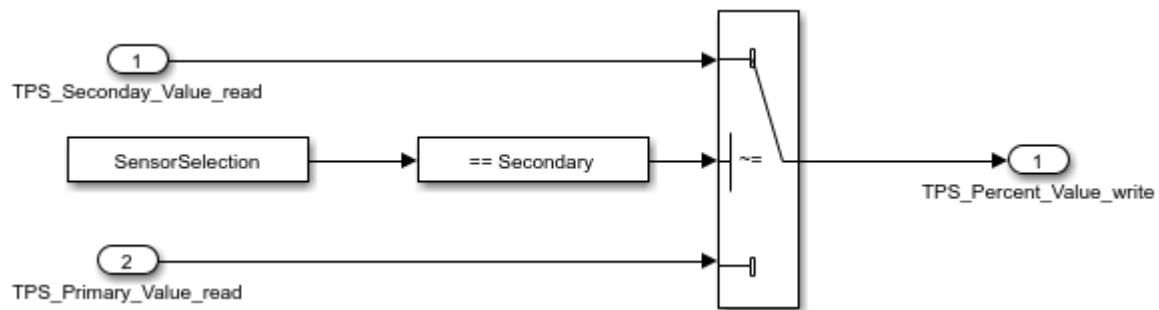 1
TPS_Seconday_Value_read
SensorSelection
== Secondary
~=
1
TPS_Percent_Value_write
2
TPS_Primary_Value_read